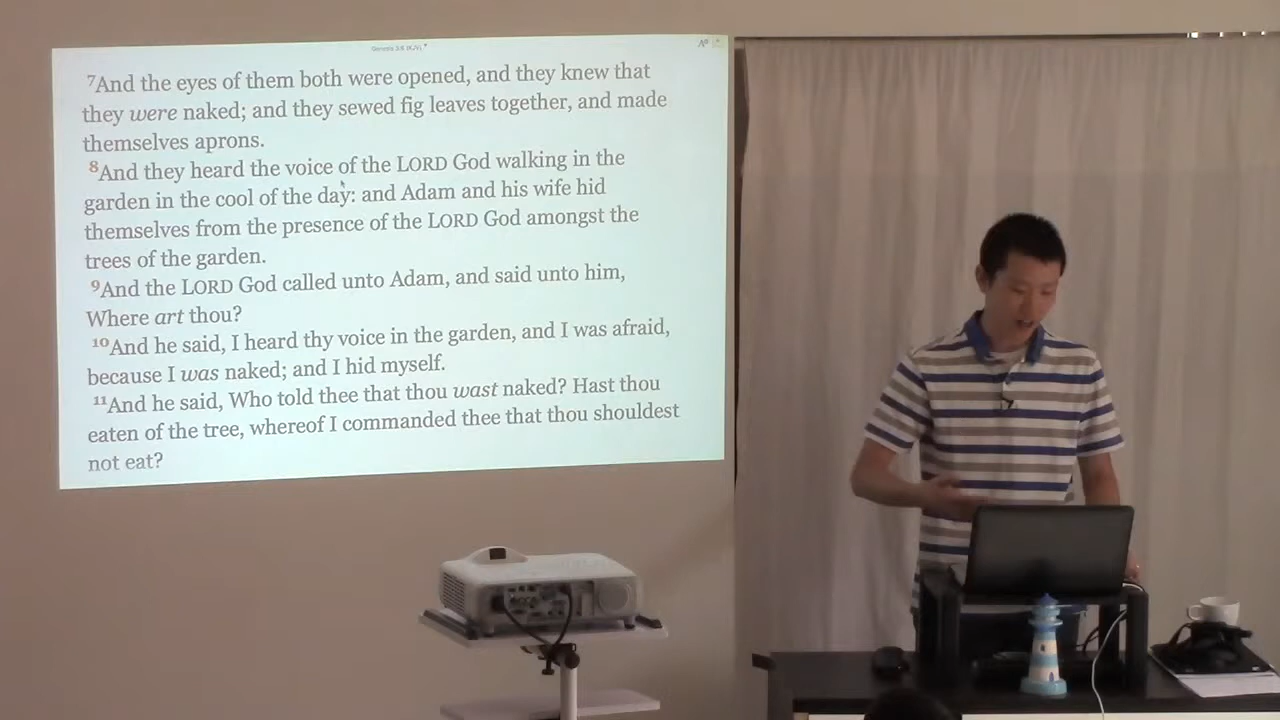 Genesis 3:6 (KJV)
7And the eyes of them both were opened, and they knew that
they were naked; and they sewed fig leaves together, and made
themselves aprons.
8And they heard the voice of the LORD God walking in the
garden in the cool of the day: and Adam and his wife hid
themselves from the presence of the LORD God amongst the
trees of the garden.
9And the LORD God called unto Adam, and said unto him,
Where art thou?
10And he said, I heard thy voice in the garden, and I was afraid,
because I was naked; and I hid myself.
11And he said, Who told thee that thou wast naked? Hast thou
eaten of the tree, whereof I commanded thee that thou shouldest
not eat?